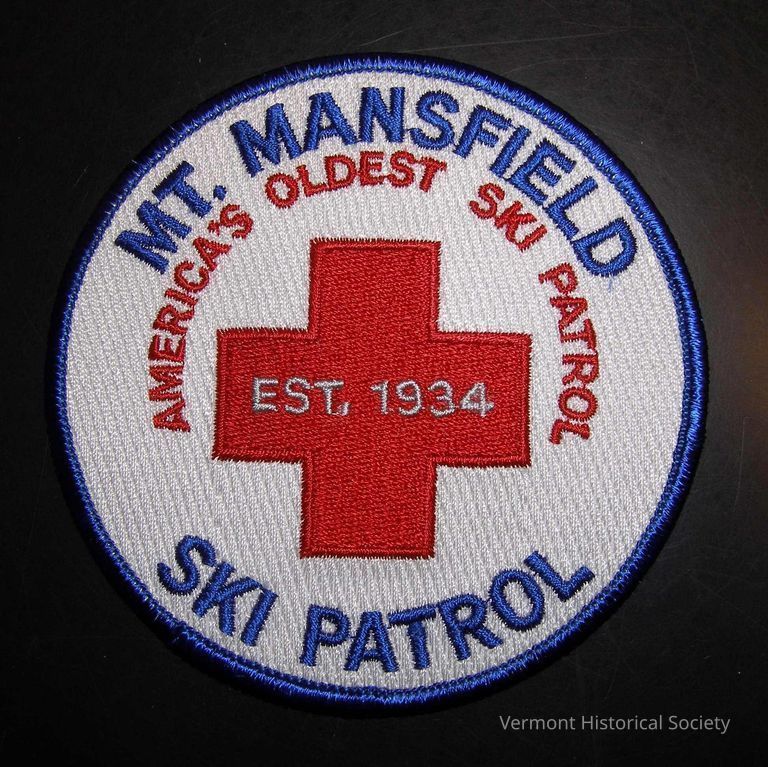 MT. MANSFIELD
AMERICA'S OLDEST SKI PATROL
EST. 1934
SKI PATROL
Vermont Historical Society